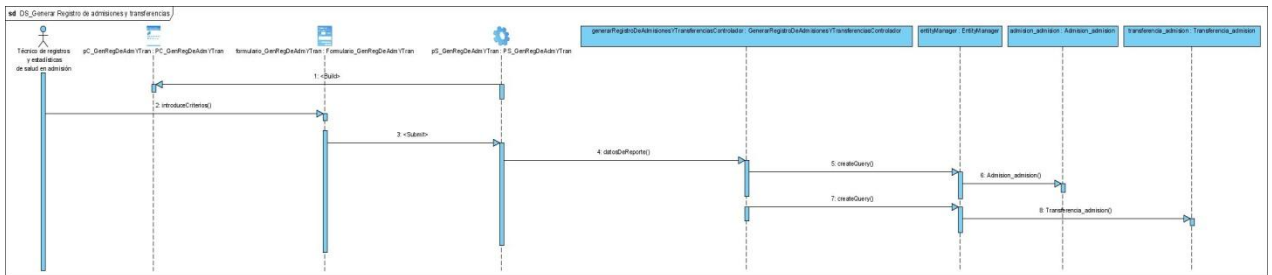 sd DS_Generar Registro de admisiones y transferencias
Técnico de registros
y estadísticas
de salud en admisión
pC_GenRegDeAdmYTran : PC_GenRegDeAdmYTran
formulario_GenRegDeAdmYTran : Formulario_GenRegDeAdmYTran
pS_GenRegDeAdmYTran : PS_GenRegDeAdmYTran
generarRegistroDeAdmisionesYTransferenciasControlador : GenerarRegistroDeAdmisionesYTransferenciasControlador
entityManager : EntityManager
admision_admision : Admision_admision
transferencia_admision : Transferencia_admision
1: <Build>
2: introduceCriterios()
3: <Submit>
4: datosDeReporte()
5: createQuery()
6: Admision_admision()
7: createQuery()
8: Transferencia_admision()